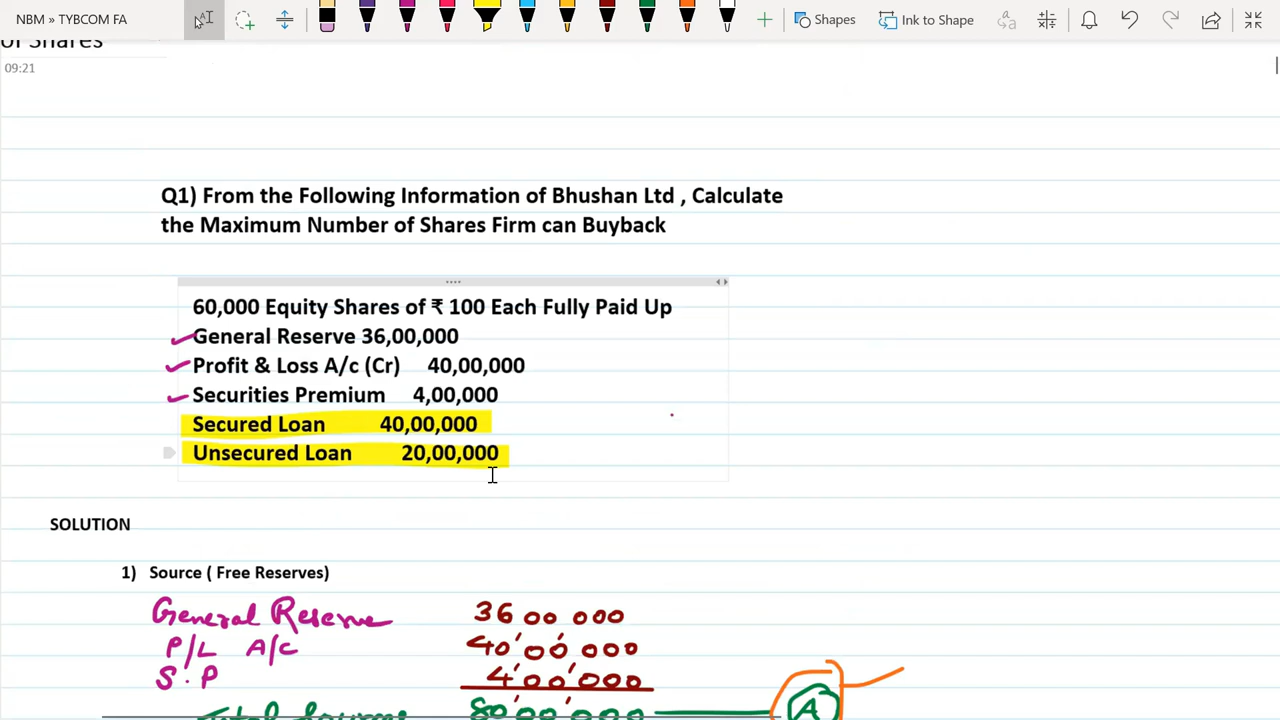 NBM » TYBCOM FA
Shapes
Ink to Shape
of Shares
09:21
Q1) From the Following Information of Bhushan Ltd , Calculate
the Maximum Number of Shares Firm can Buyback
60,000 Equity Shares of ₹ 100 Each Fully Paid Up
General Reserve 36,00,000
Profit & Loss A/c (Cr) 40,00,000
Securities Premium 4,00,000
Secured Loan 40,00,000
Unsecured Loan 20,00,000
SOLUTION
1) Source ( Free Reserves)
General Reserve 36 00 000
P/L A/C 40'00'000
S.P 4'00'000
Total Sources 80'00'000 A